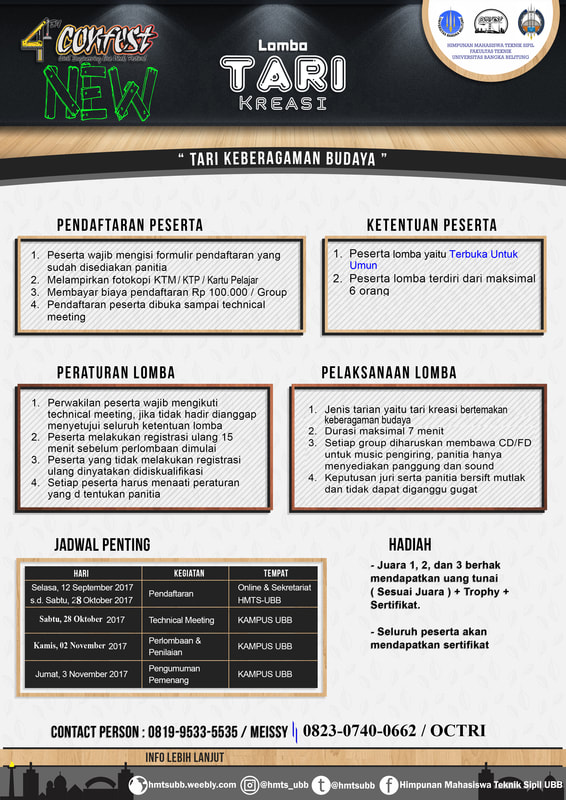 4TH CONFEST
NEW
Lomba
TARI
KREASI
HIMPUNAN MAHASISWA TEKNIK SIPIL
FAKULTAS TEKNIK
UNIVERSITAS BANGKA BELITUNG
“ TARI KEBERAGAMAN BUDAYA ”
PENDAFTARAN PESERTA
1. Peserta wajib mengisi formulir pendaftaran yang
sudah disediakan panitia
2. Melampirkan fotokopi KTM / KTP / Kartu Pelajar
3. Membayar biaya pendaftaran Rp 100.000 / Group
4. Pendaftaran peserta dibuka sampai technical
meeting
KETENTUAN PESERTA
1. Peserta lomba yaitu Terbuka Untuk
Umun
2. Peserta lomba terdiri dari maksimal
6 orang
PERATURAN LOMBA
1. Perwakilan peserta wajib mengikuti
technical meeting, jika tidak hadir dianggap
menyetujui seluruh ketentuan lomba
2. Peserta melakukan registrasi ulang 15
menit sebelum perlombaan dimulai
3. Peserta yang tidak melakukan registrasi
ulang dinyatakan didiskualifikasi
4. Setiap peserta harus menaati peraturan
yang d tentukan panitia
PELAKSANAAN LOMBA
1. Jenis tarian yaitu tari kreasi bertemakan
keberagaman budaya
2. Durasi maksimal 7 menit
3. Setiap group diharuskan membawa CD/FD
untuk music pengiring, panitia hanya
menyediakan panggung dan sound
4. Keputusan juri serta panitia bersift mutlak
dan tidak dapat diganggu gugat
JADWAL PENTING
HARI KEGIATAN TEMPAT
Selasa, 12 September 2017
s.d. Sabtu, 28 Oktober 2017 Pendaftaran Online & Sekretariat
HMTS-UBB
Sabtu, 28 Oktober 2017 Technical Meeting KAMPUS UBB
Kamis, 02 November 2017 Perlombaan &
Penilaian KAMPUS UBB
Jumat, 3 November 2017 Pengumuman
Pemenang KAMPUS UBB
HADIAH
- Juara 1, 2, dan 3 berhak
mendapatkan uang tunai
( Sesuai Juara ) + Trophy +
Sertifikat.
- Seluruh peserta akan
mendapatkan sertifikat
CONTACT PERSON : 0819-9533-5535 / MEISSY || 0823-0740-0662 / OCTRI
INFO LEBIH LANJUT
hmtsubb.weebly.com @hmts_ubb @hmtsubb Himpunan Mahasiswa Teknik Sipil UBB